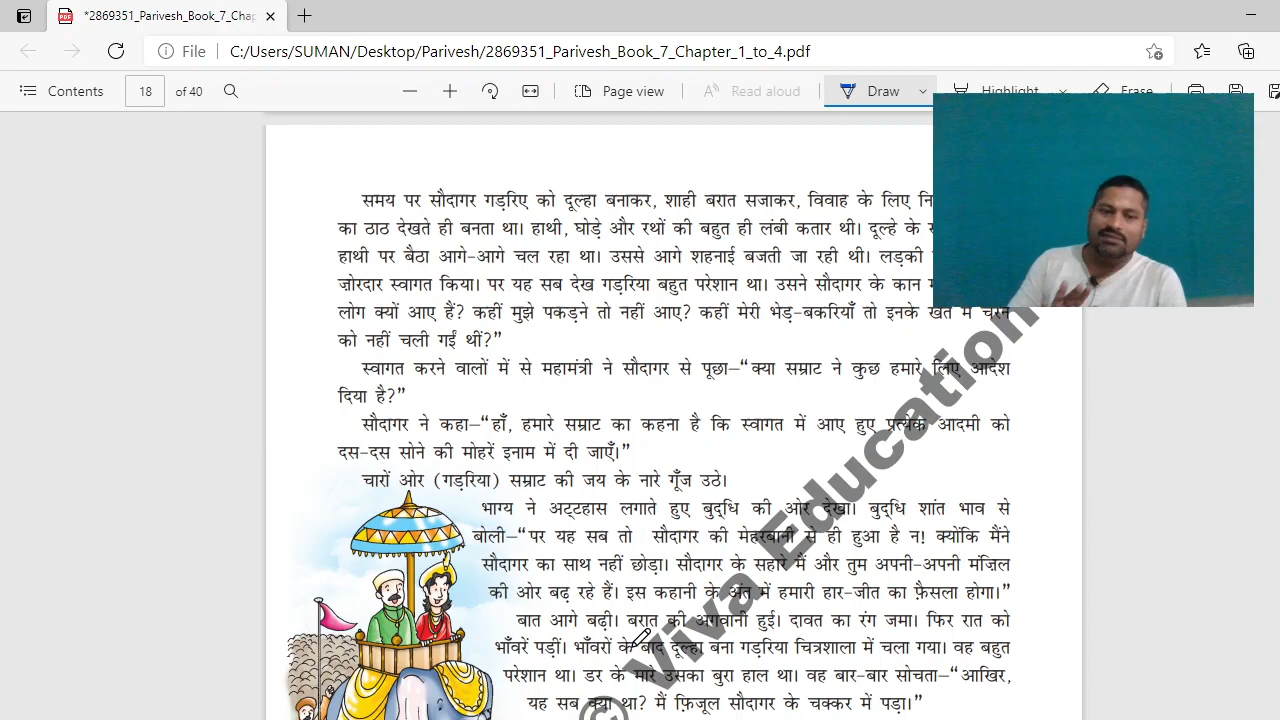 *2869351_Parivesh_Book_7_Chap
File C:/Users/SUMAN/Desktop/Parivesh/2869351_Parivesh_Book_7_Chapter_1_to_4.pdf
Contents 18 of 40 Page view Read aloud Draw Highlight Erase
समय पर सौदागर गड़रिए को दूल्हा बनाकर, शाही बरात सजाकर, विवाह के लिए
का ठाठ देखते ही बनता था। हाथी, घोड़े और रथों की बहुत ही लंबी कतार थी। दूल्हे के
हाथी पर बैठा आगे-आगे चल रहा था। उससे आगे शहनाई बजती जा रही थी। लड़की
जोरदार स्वागत किया। पर यह सब देख गड़रिया बहुत परेशान था। उसने सौदागर के कान
लोग क्यों आए हैं? कहीं मुझे पकड़ने तो नहीं आए? कहीं मेरी भेड़-बकरियाँ तो इनके खेत में चरने
को नहीं चली गईं थीं?”
स्वागत करने वालों में से महामंत्री ने सौदागर से पूछा—“क्या सम्राट ने कुछ हमारे लिए आदेश
दिया है?”
सौदागर ने कहा—“हाँ, हमारे सम्राट का कहना है कि स्वागत में आए हुए प्रत्येक आदमी को
दस-दस सोने की मोहरें इनाम में दी जाएँ।”
चारों ओर (गड़रिया) सम्राट की जय के नारे गूँज उठे।
भाग्य ने अट्टहास लगाते हुए बुद्धि की ओर देखा। बुद्धि शांत भाव से
बोली—“पर यह सब तो सौदागर की मेहरबानी से ही हुआ है न! क्योंकि मैंने
सौदागर का साथ नहीं छोड़ा। सौदागर के सहारे मैं और तुम अपनी-अपनी मंजिल
की ओर बढ़ रहे हैं। इस कहानी के अंत में हमारी हार-जीत का फ़ैसला होगा।”
बात आगे बढ़ी। बरात की अगवानी हुई। दावत का रंग जमा। फिर रात को
भाँवरें पड़ीं। भाँवरों के बाद दूल्हा बना गड़रिया चित्रशाला में चला गया। वह बहुत
परेशान था। डर के मारे उसका बुरा हाल था। वह बार-बार सोचता—“आखिर,
यह सब क्या था? मैं फ़िजूल सौदागर के चक्कर में पड़ा।”
© Viva Education